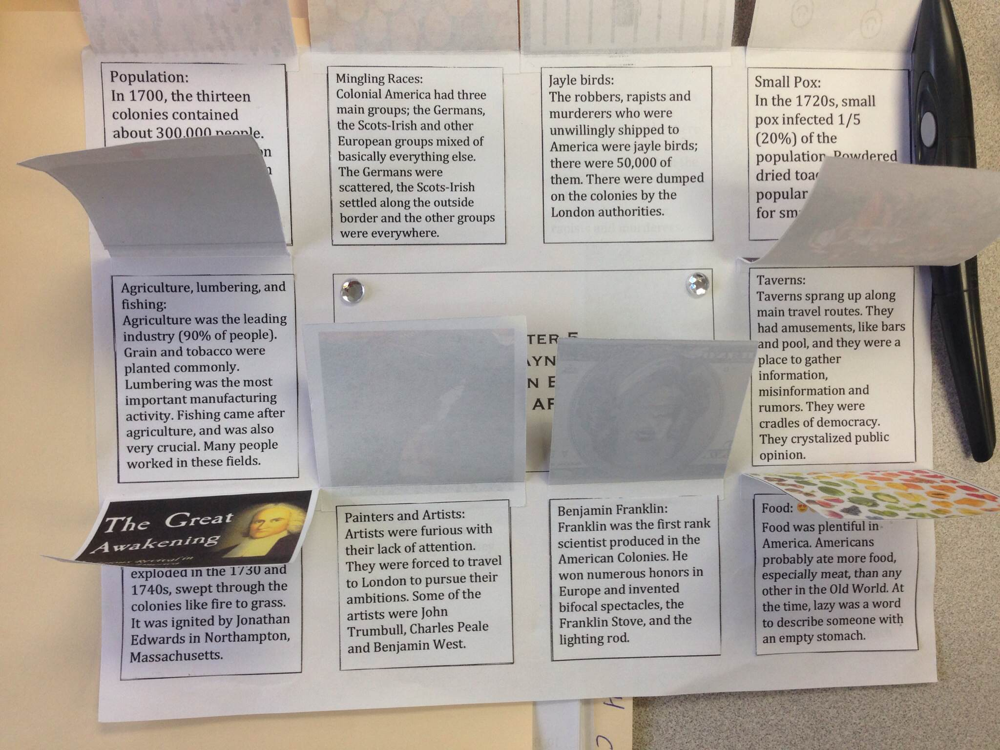 Population:
In 1700, the thirteen
colonies contained
about 300,000 people.
Mingling Races:
Colonial America had three
main groups; the Germans,
the Scots-Irish and other
European groups mixed of
basically everything else.
The Germans were
scattered, the Scots-Irish
settled along the outside
border and the other groups
were everywhere.
Jayle birds:
The robbers, rapists and
murderers who were
unwillingly shipped to
America were jayle birds;
there were 50,000 of
them. There were dumped
on the colonies by the
London authorities.
Small Pox:
In the 1720s, small
pox infected 1/5
(20%) of the
population. Powdered
dried
popular
for
Agriculture, lumbering, and
fishing:
Agriculture was the leading
industry (90% of people).
Grain and tobacco were
planted commonly.
Lumbering was the most
important manufacturing
activity. Fishing came after
agriculture, and was also
very crucial. Many people
worked in these fields.
Taverns:
Taverns sprang up along
main travel routes. They
had amusements, like bars
and pool, and they were a
place to gather
information,
misinformation and
rumors. They were
cradles of democracy.
They crystalized public
opinion.
The Great
Awakening
exploded in the 1730 and
1740s, swept through the
colonies like fire to grass.
It was ignited by Jonathan
Edwards in Northampton,
Massachusetts.
Painters and Artists:
Artists were furious with
their lack of attention.
They were forced to travel
to London to pursue their
ambitions. Some of the
artists were John
Trumbull, Charles Peale
and Benjamin West.
Benjamin Franklin:
Franklin was the first rank
scientist produced in the
American Colonies. He
won numerous honors in
Europe and invented
bifocal spectacles, the
Franklin Stove, and the
lighting rod.
Food: 😍
Food was plentiful in
America. Americans
probably ate more food,
especially meat, than any
other in the Old World. At
the time, lazy was a word
to describe someone with
an empty stomach.